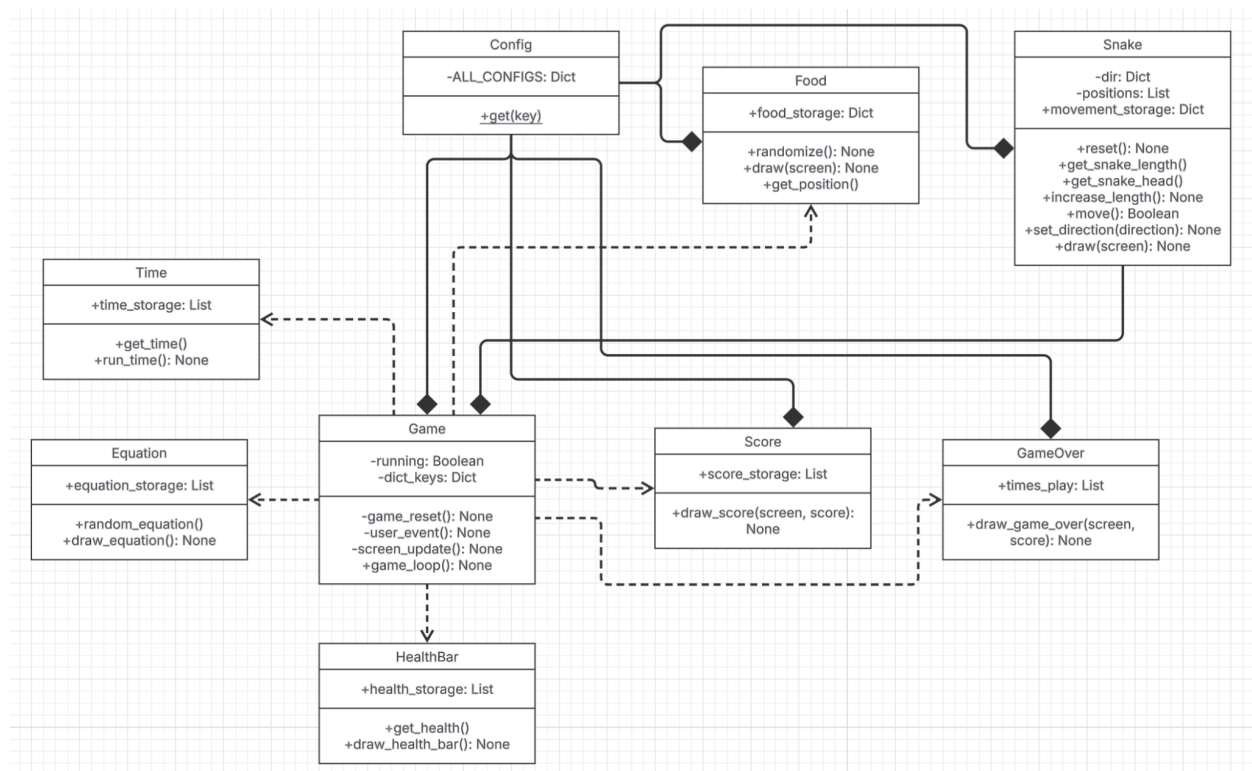 Config
-ALL_CONFIGS: Dict
+get(key)
Food
+food_storage: Dict
+randomize(): None
+draw(screen): None
+get_position()
Snake
-dir: Dict
-positions: List
+movement_storage: Dict
+reset(): None
+get_snake_length()
+get_snake_head()
+increase_length(): None
+move(): Boolean
+set_direction(direction): None
+draw(screen): None
Time
+time_storage: List
+get_time()
+run_time(): None
Equation
+equation_storage: List
+random_equation()
+draw_equation(): None
Game
-running: Boolean
-dict_keys: Dict
-game_reset(): None
-user_event(): None
-screen_update(): None
+game_loop(): None
Score
+score_storage: List
+draw_score(screen, score):
None
GameOver
+times_play: List
+draw_game_over(screen,
score): None
HealthBar
+health_storage: List
+get_health()
+draw_health_bar(): None